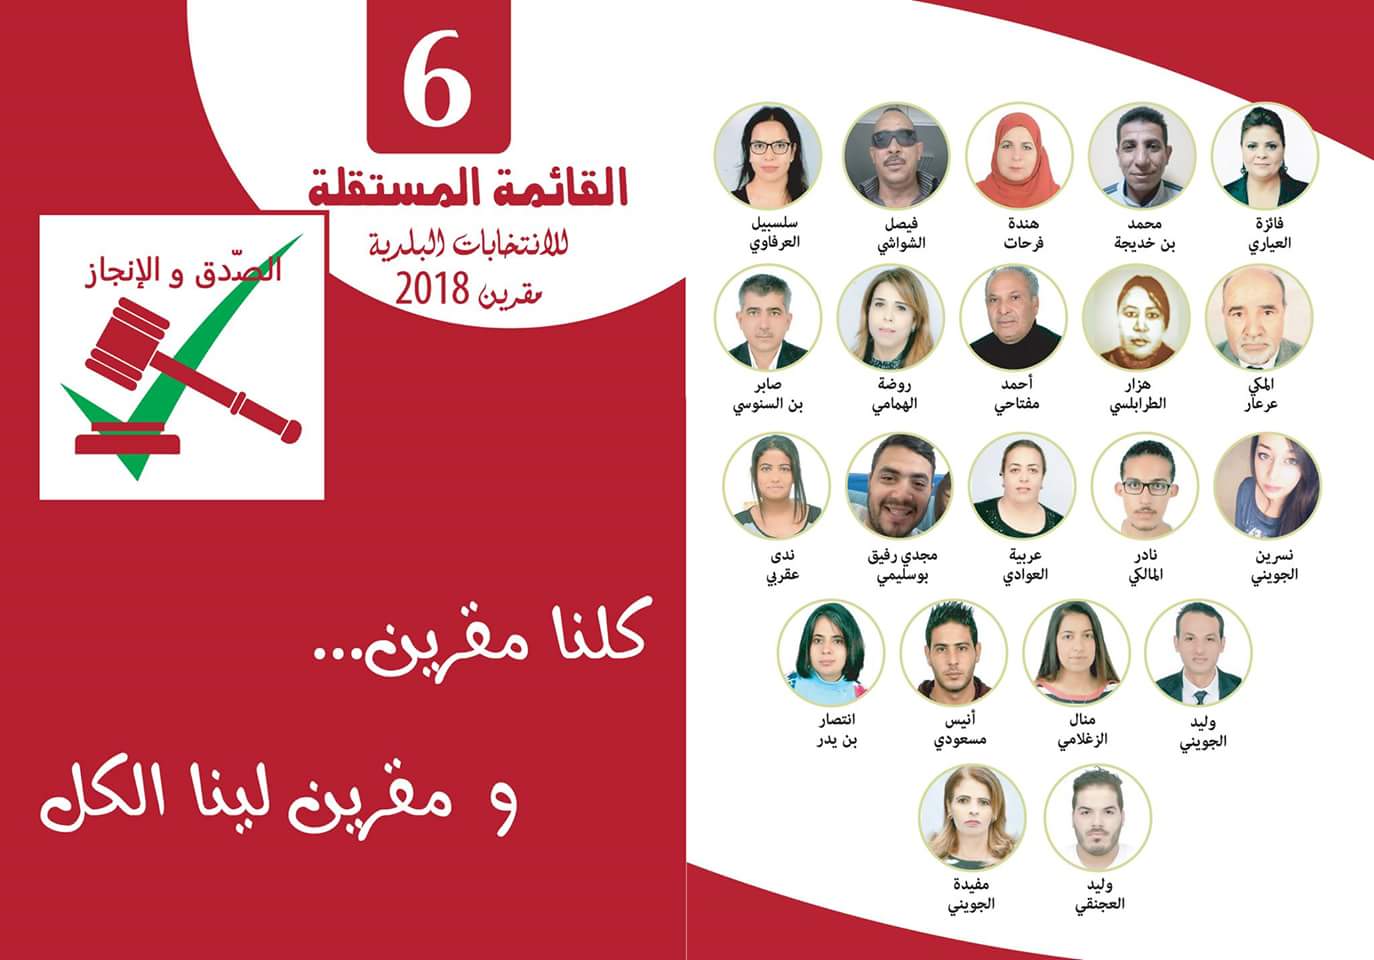 6
القائمة المستقلة
للانتخابات البلدية
مقرين 2018
الصّدق و الإنجاز
كلنا مقرين...
و مقرين لينا الكل
فائزة
العياري
محمد
بن خديجة
هندة
فرحات
فيصل
الشواشي
سلسبيل
العرفاوي
المكي
عرعار
هزار
الطرابلسي
أحمد
مفتاحي
روضة
الهمامي
صابر
بن السنوسي
نسرين
الجويني
نادر
المالكي
عربية
العوادي
مجدي رفيق
بوسليمي
ندى
عقربي
وليد
الجويني
منال
الزغلامي
أنيس
مسعودي
انتصار
بن يدر
وليد
العجنقي
مفيدة
الجويني